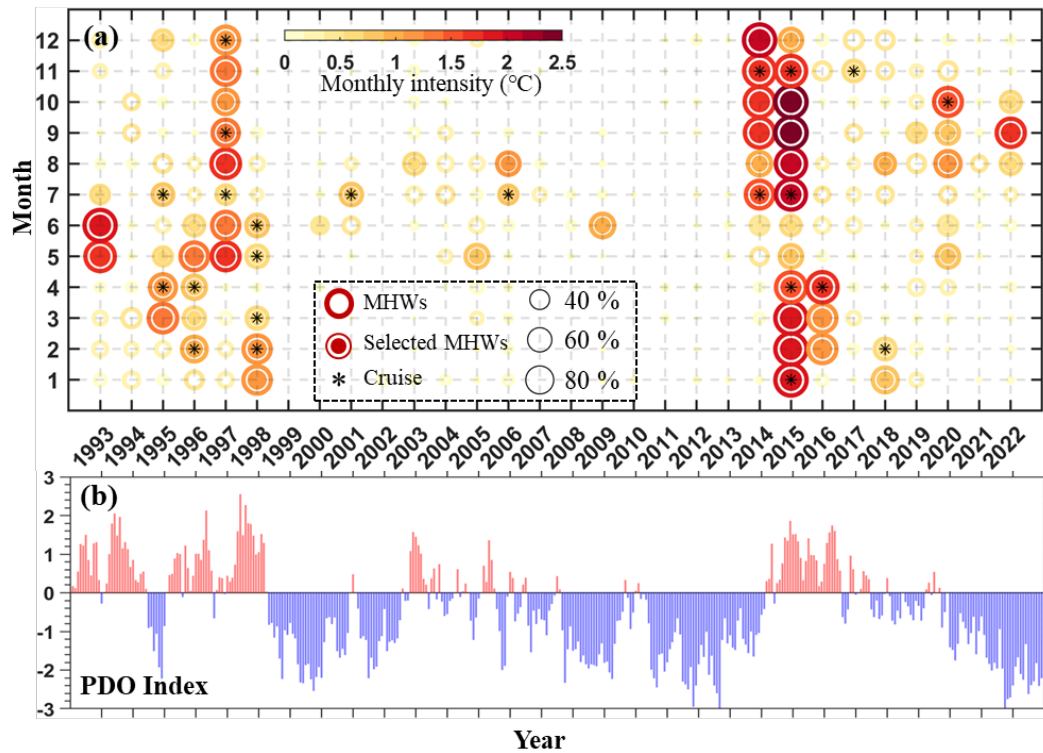 (a)
12
11
10
9
8
7
6
5
4
3
2
1
Month
0 0.5 1 1.5 2 2.5
Monthly intensity (°C)
MHWs 40 %
Selected MHWs 60 %
* Cruise 80 %
1993 1994 1995 1996 1997 1998 1999 2000 2001 2002 2003 2004 2005 2006 2007 2008 2009 2010 2011 2012 2013 2014 2015 2016 2017 2018 2019 2020 2021 2022
(b)
3
2
1
0
-1
-2
-3
PDO Index
Year